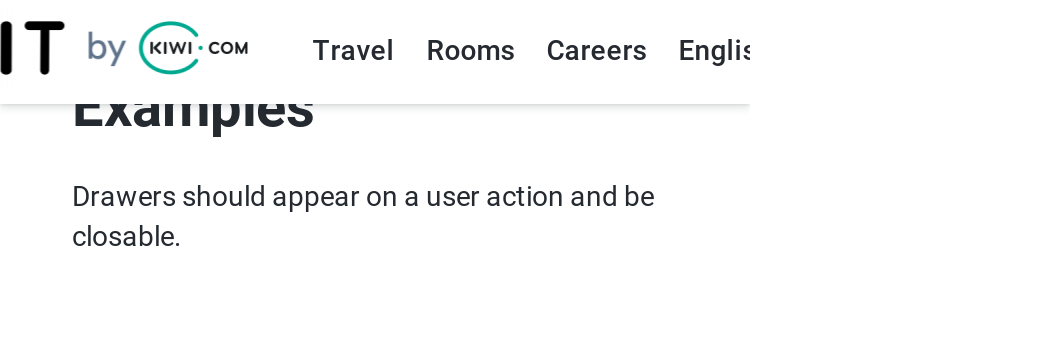 IT by KIWI.COM Travel Rooms Careers Englis
Examples
Drawers should appear on a user action and be
closable.